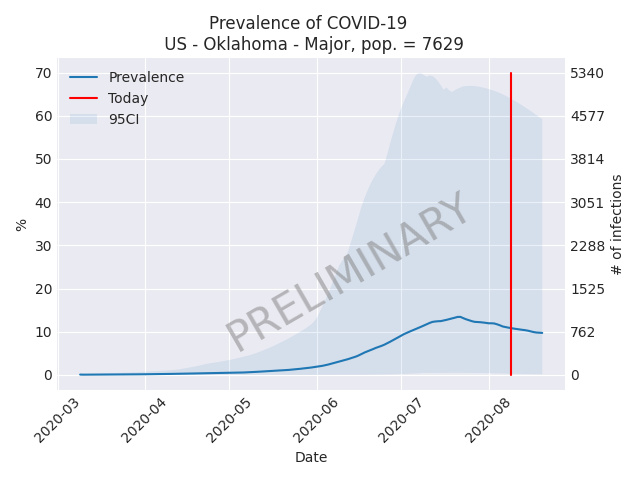 Prevalence of COVID-19
US - Oklahoma - Major, pop. = 7629
Prevalence
Today
95CI
PRELIMINARY
70
60
50
40
30
20
10
0
%
5340
4577
3814
3051
2288
1525
762
0
# of infections
2020-03
2020-04
2020-05
2020-06
2020-07
2020-08
Date